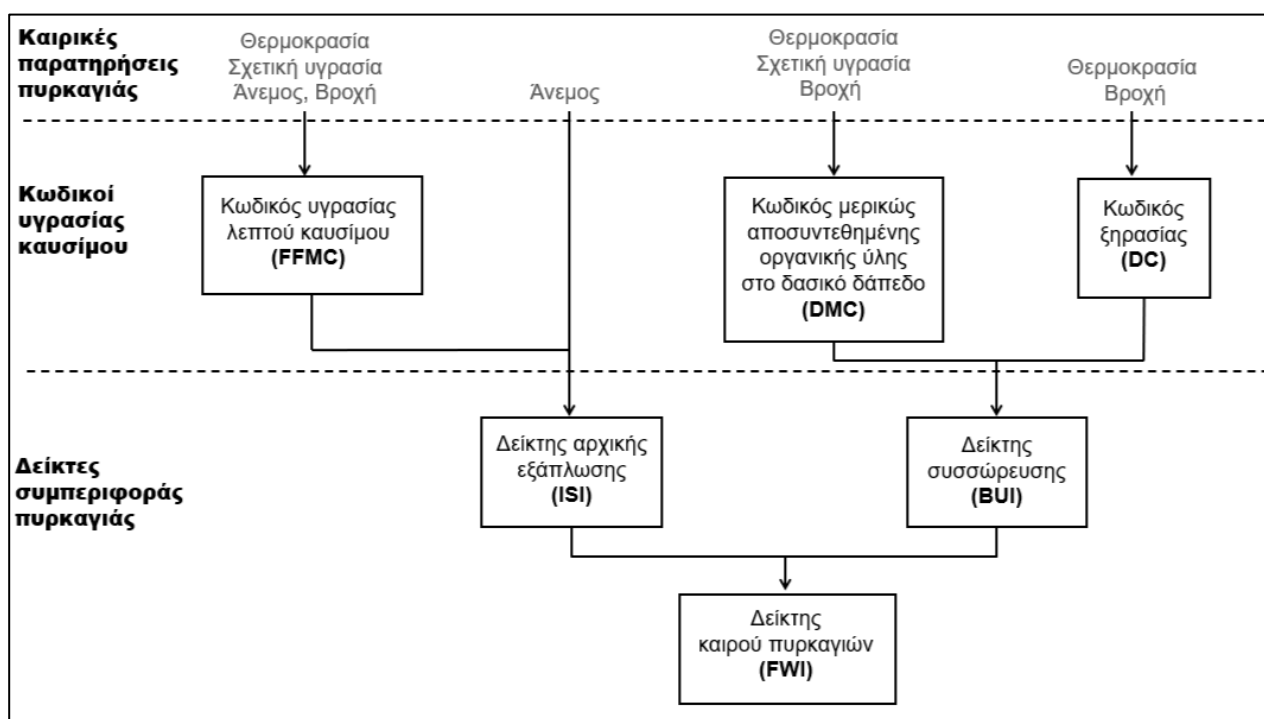 Καιρικές
παρατηρήσεις
πυρκαγιάς
Θερμοκρασία
Σχετική υγρασία
Άνεμος, Βροχή
Άνεμος
Θερμοκρασία
Σχετική υγρασία
Βροχή
Θερμοκρασία
Βροχή
Κωδικοί
υγρασίας
καυσίμου
Κωδικός υγρασίας
λεπτού καυσίμου
(FFMC)
Κωδικός μερικώς
αποσυντεθημένης
οργανικής ύλης
στο δασικό δάπεδο
(DMC)
Κωδικός
ξηρασίας
(DC)
Δείκτες
συμπεριφοράς
πυρκαγιάς
Δείκτης αρχικής
εξάπλωσης
(ISI)
Δείκτης
συσσώρευσης
(BUI)
Δείκτης
καιρού πυρκαγιών
(FWI)